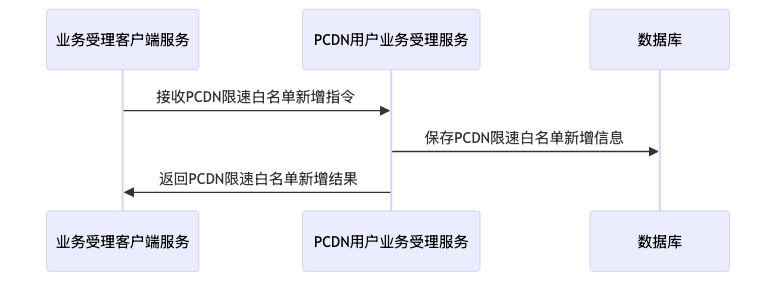 业务受理客户端服务
PCDN用户业务受理服务
数据库
接收PCDN限速白名单新增指令
保存PCDN限速白名单新增信息
返回PCDN限速白名单新增结果
业务受理客户端服务
PCDN用户业务受理服务
数据库